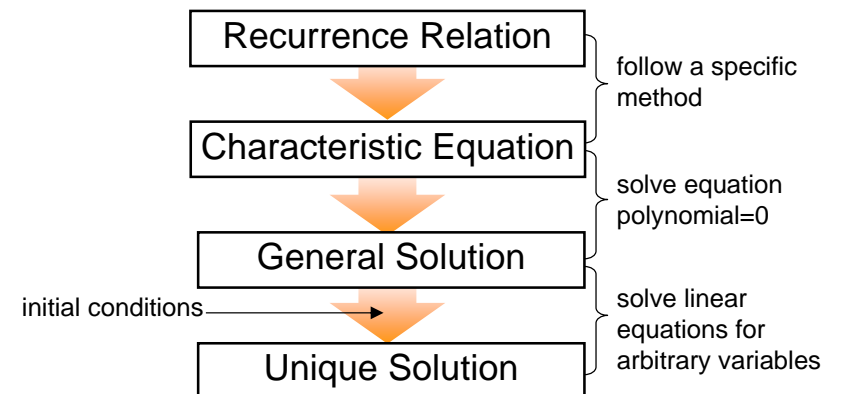 Recurrence Relation
follow a specific
method
Characteristic Equation
solve equation
polynomial=0
General Solution
initial conditions
solve linear
equations for
arbitrary variables
Unique Solution